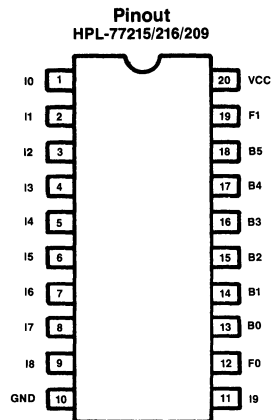 Pinout
HPL-77215/216/209
I0 1 20 VCC
I1 2 19 F1
I2 3 18 B5
I3 4 17 B4
I4 5 16 B3
I5 6 15 B2
I6 7 14 B1
I7 8 13 B0
I8 9 12 F0
GND 10 11 I9